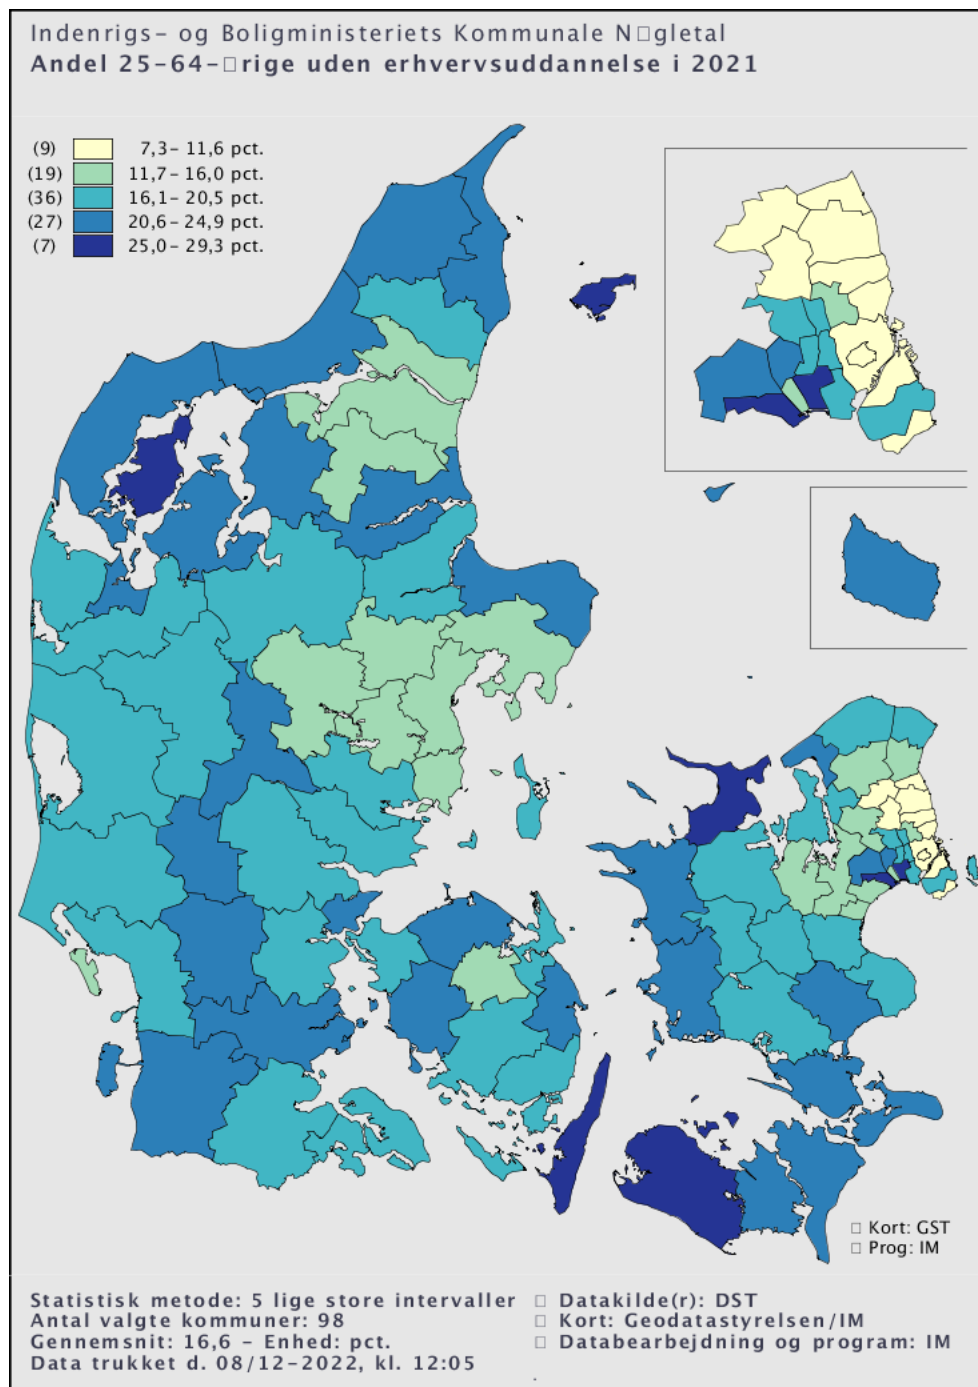 Indenrigs- og Boligministeriets Kommunale N□gletal
Andel 25-64-□rige uden erhvervsuddannelse i 2021
(9) 7,3- 11,6 pct.
(19) 11,7- 16,0 pct.
(36) 16,1- 20,5 pct.
(27) 20,6- 24,9 pct.
(7) 25,0- 29,3 pct.
□ Kort: GST
□ Prog: IM
Statistisk metode: 5 lige store intervaller □ Datakilde(r): DST
Antal valgte kommuner: 98 □ Kort: Geodatastyrelsen/IM
Gennemsnit: 16,6 - Enhed: pct. □ Databearbejdning og program: IM
Data trukket d. 08/12-2022, kl. 12:05